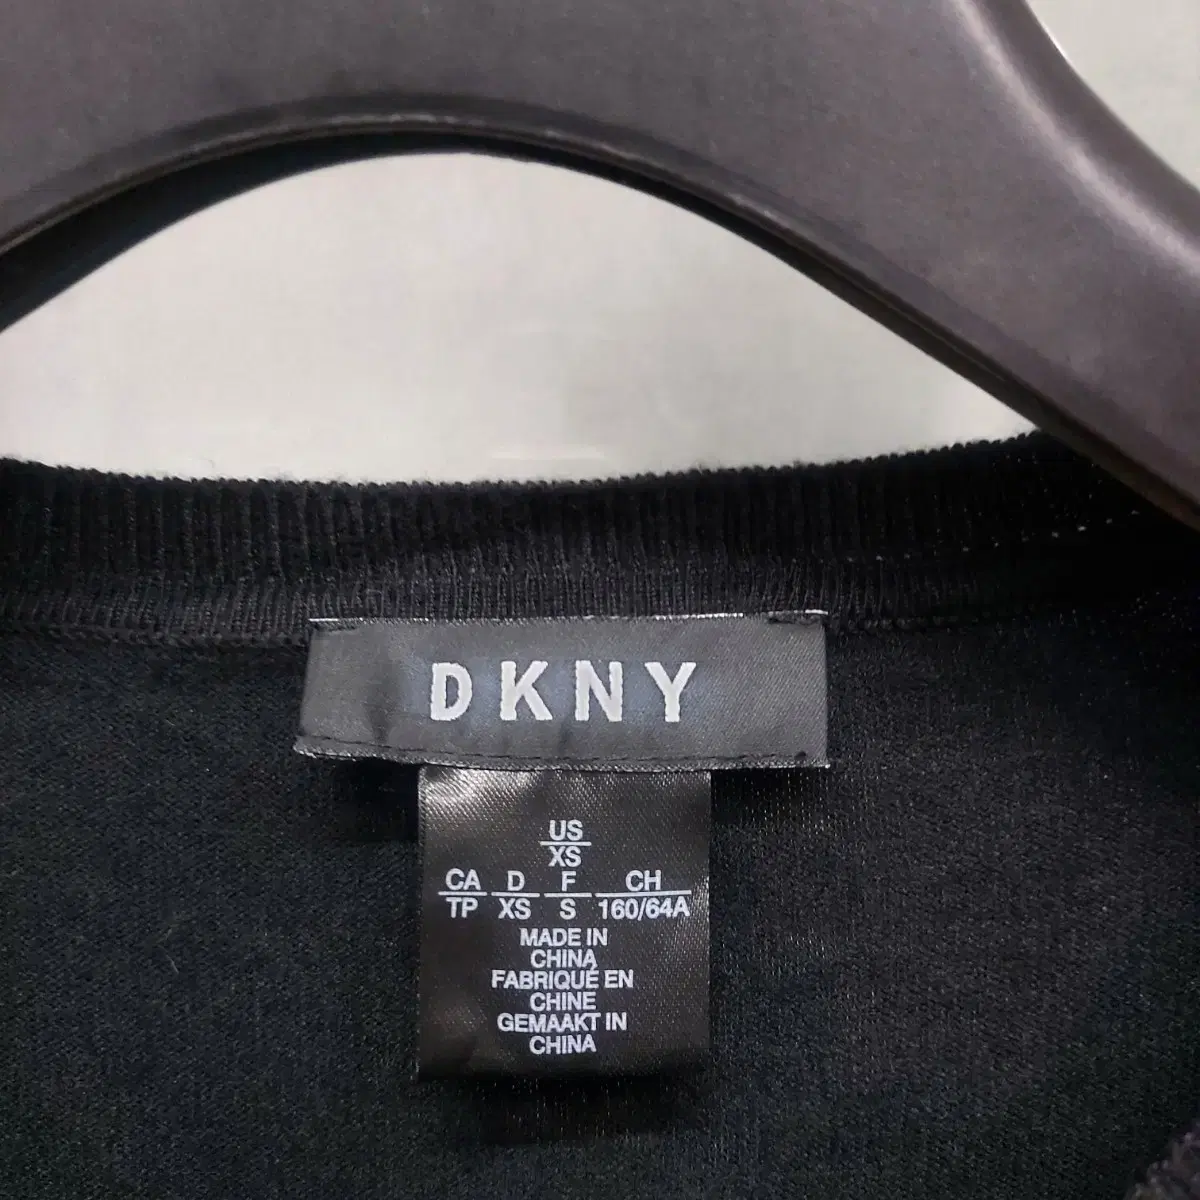 DKNY
US
XS
CA D F CH
TP XS S 160/64A
MADE IN
CHINA
FABRIQUÉ EN
CHINE
GEMAAKT IN
CHINA